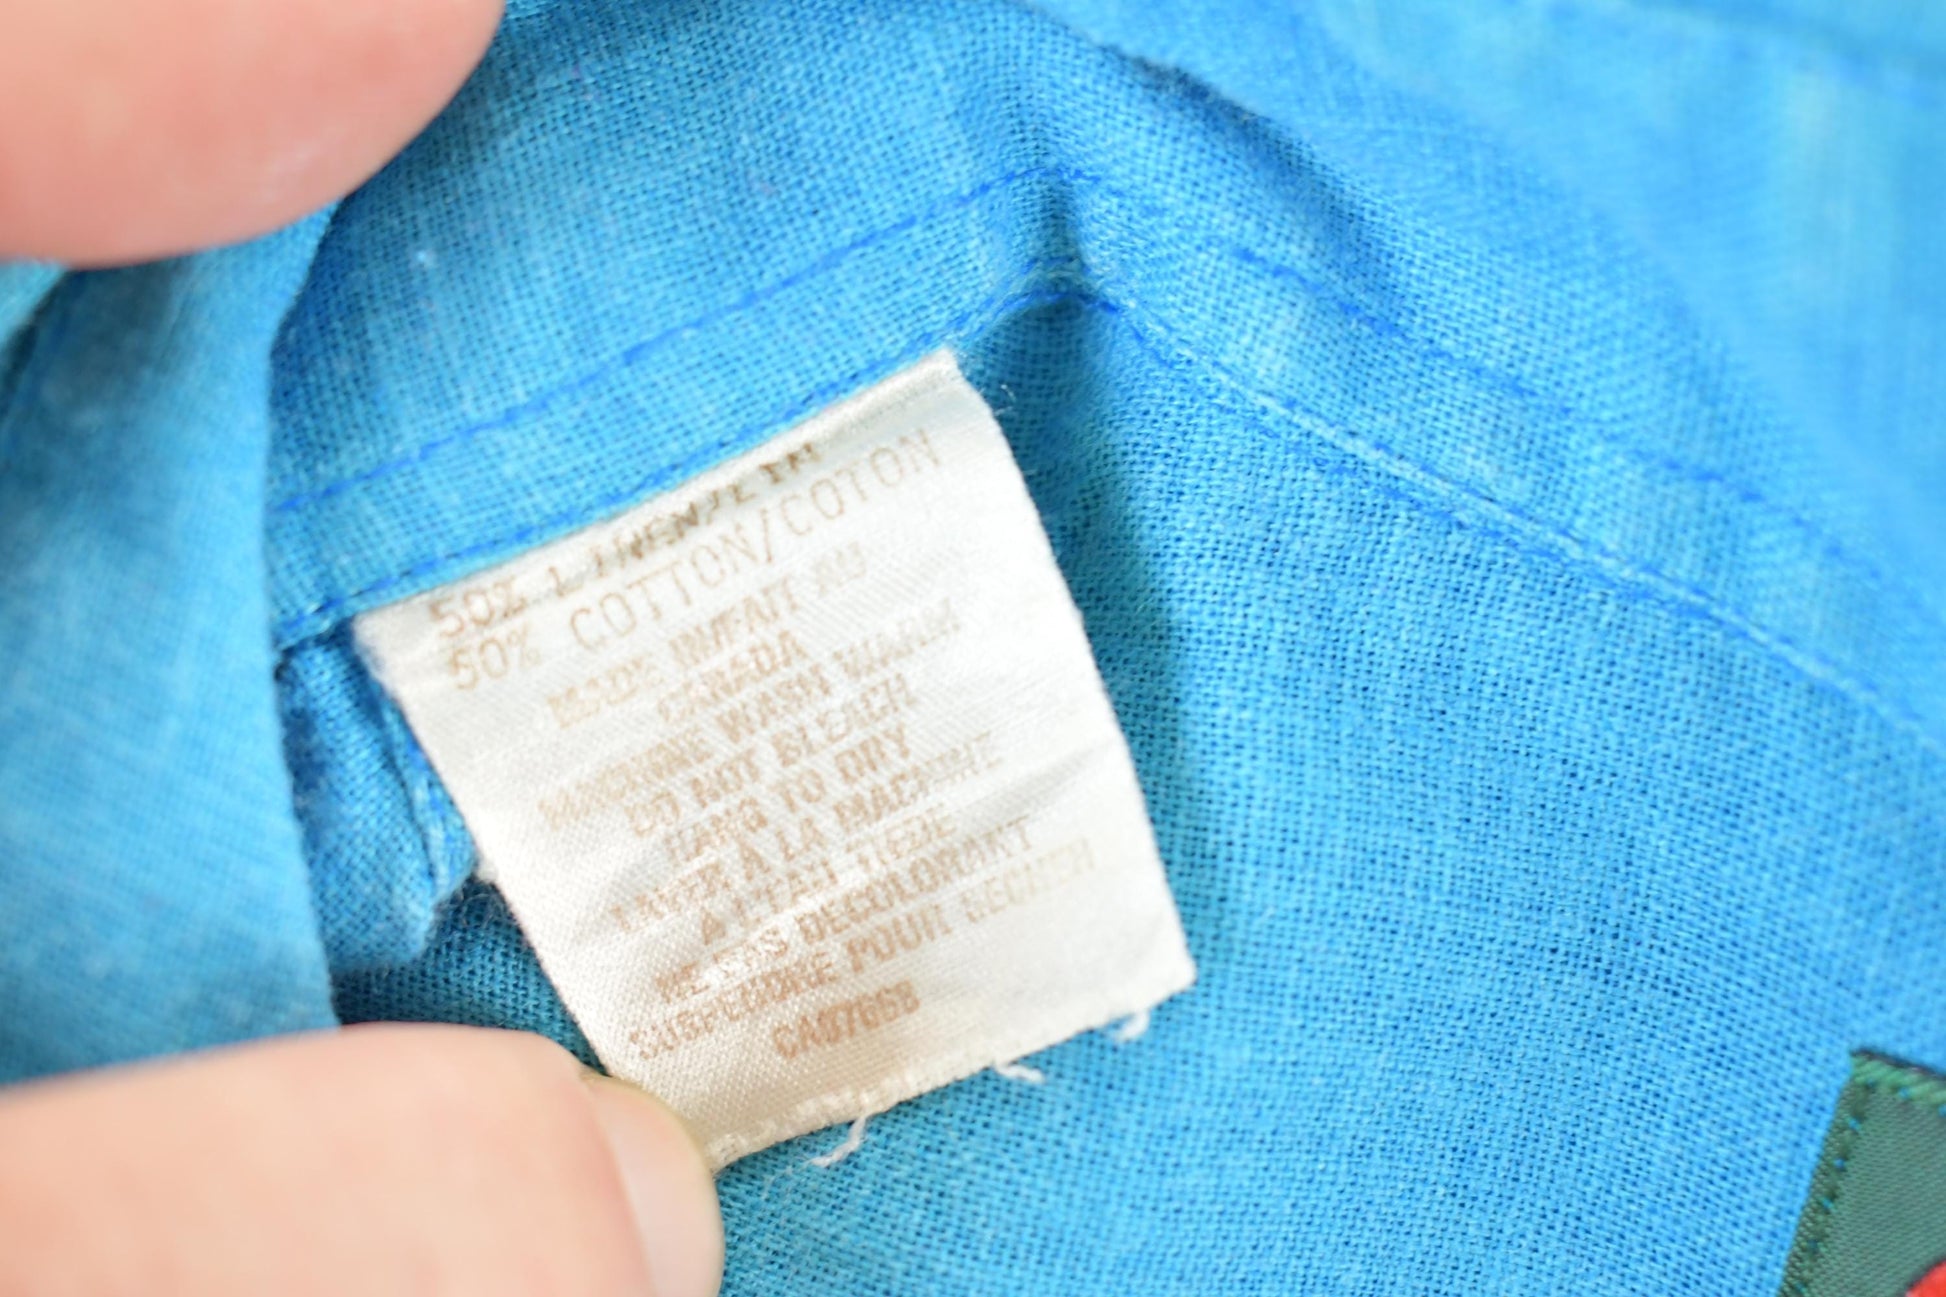 50% LINEN/LIN
50% COTTON/COTON
MADE IN/FAIT AU
CANADA
MACHINE WASH WARM
DO NOT BLEACH
HANG TO DRY
LAVER A LA MACHINE
A L'EAU TIEDE
NE PAS DECOLORANT
SUSPENDRE POUR SECHER